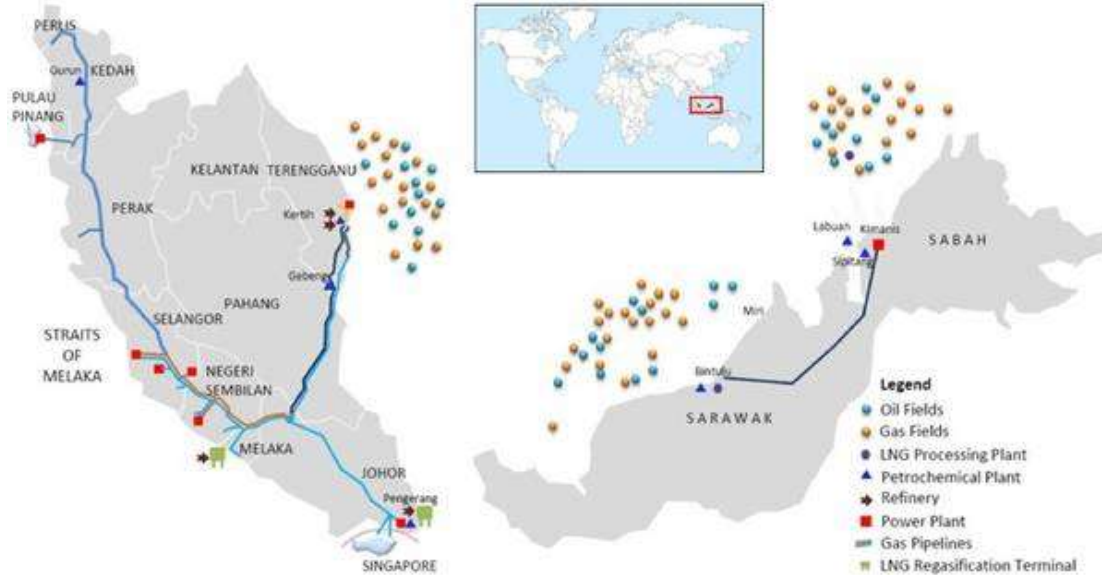 PERLIS
Gurun
KEDAH
PULAU
PINANG
KELANTAN
TERENGGANU
PERAK
Kertih
Gebeng
PAHANG
SELANGOR
STRAITS
OF
MELAKA
NEGERI
SEMBILAN
MELAKA
JOHOR
Pengerang
SINGAPORE
Labuan
Kimanis
Sipitang
SABAH
Miri
Bintulu
SARAWAK
Legend
Oil Fields
Gas Fields
LNG Processing Plant
Petrochemical Plant
Refinery
Power Plant
Gas Pipelines
LNG Regasification Terminal